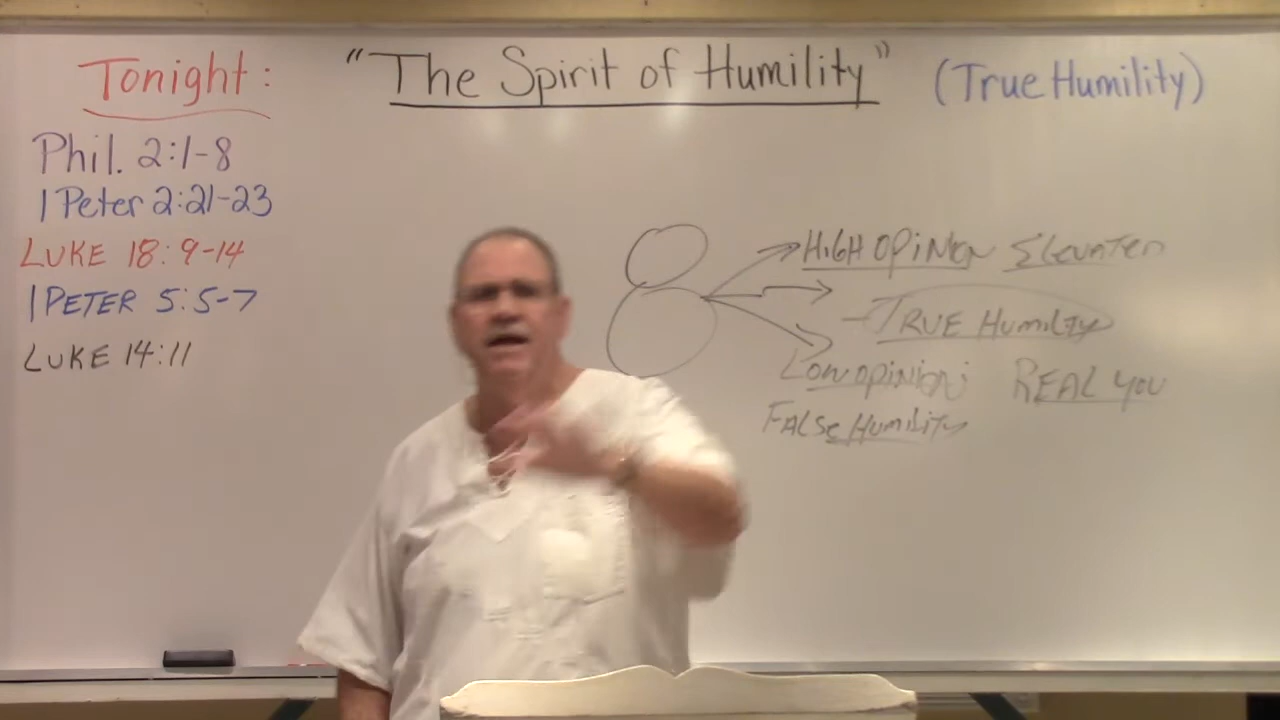 Tonight: "The Spirit of Humility" (True Humility)
Phil. 2:1-8
1 Peter 2:21-23
LUKE 18:9-14
1 PETER 5:5-7
LUKE 14:11
HIGH OPINION ELEVATED
- TRUE HUMILITY
LOW OPINION REAL YOU
FALSE HUMILITY